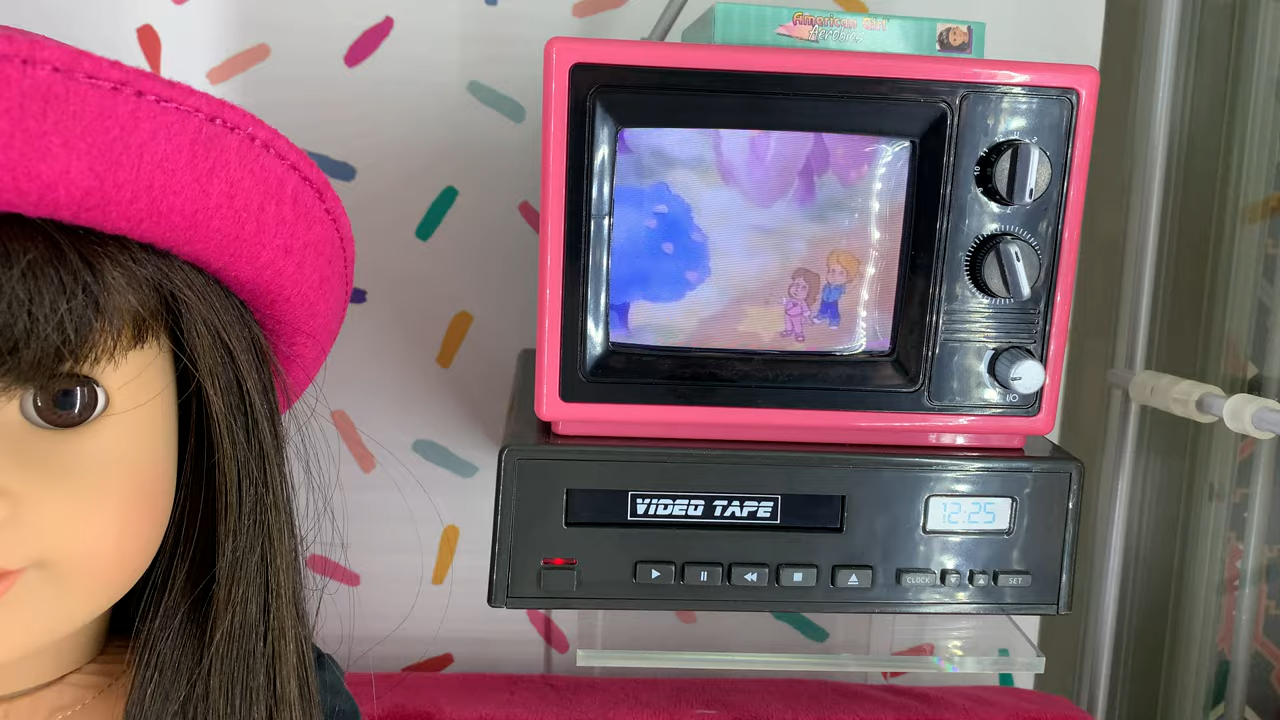 American Girl
Aerobics
I/O
VIDEO TAPE
12:25
CLOCK
SET